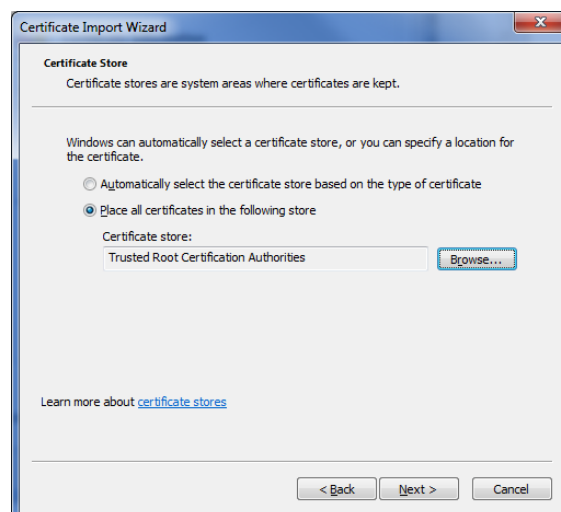 Certificate Import Wizard
Certificate Store
Certificate stores are system areas where certificates are kept.
Windows can automatically select a certificate store, or you can specify a location for
the certificate.
Automatically select the certificate store based on the type of certificate
Place all certificates in the following store
Certificate store:
Trusted Root Certification Authorities
Browse...
Learn more about certificate stores
< Back
Next >
Cancel